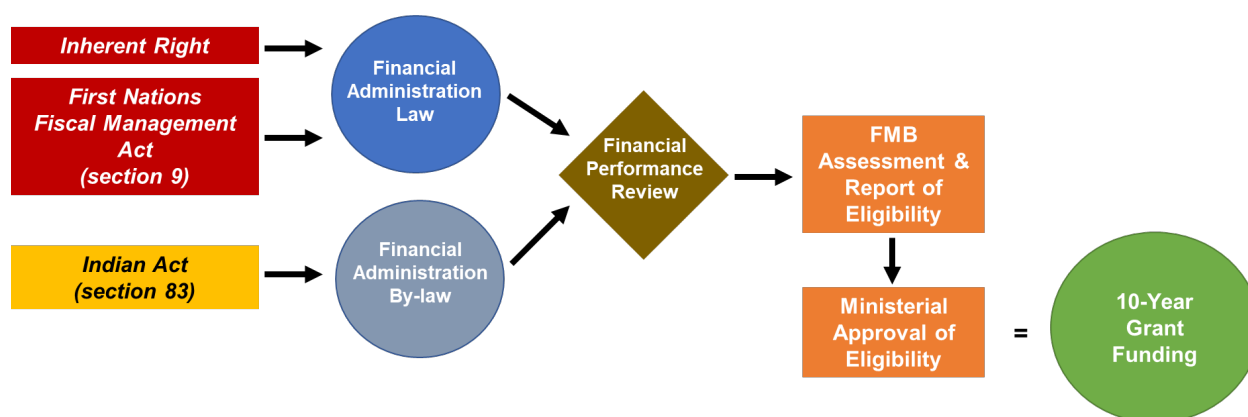 Inherent Right
First Nations
Fiscal Management
Act
(section 9)
Indian Act
(section 83)
Financial
Administration
Law
Financial
Administration
By-law
Financial
Performance
Review
FMB
Assessment &
Report of
Eligibility
Ministerial
Approval of
Eligibility
=
10-Year
Grant
Funding